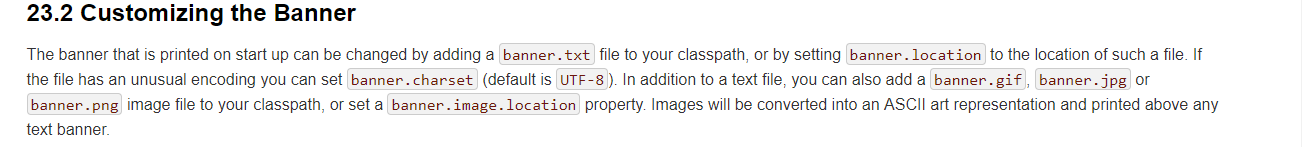 23.2 Customizing the Banner
The banner that is printed on start up can be changed by adding a banner.txt file to your classpath, or by setting banner.location to the location of such a file. If
the file has an unusual encoding you can set banner.charset (default is UTF-8). In addition to a text file, you can also add a banner.gif, banner.jpg or
banner.png image file to your classpath, or set a banner.image.location property. Images will be converted into an ASCII art representation and printed above any
text banner.